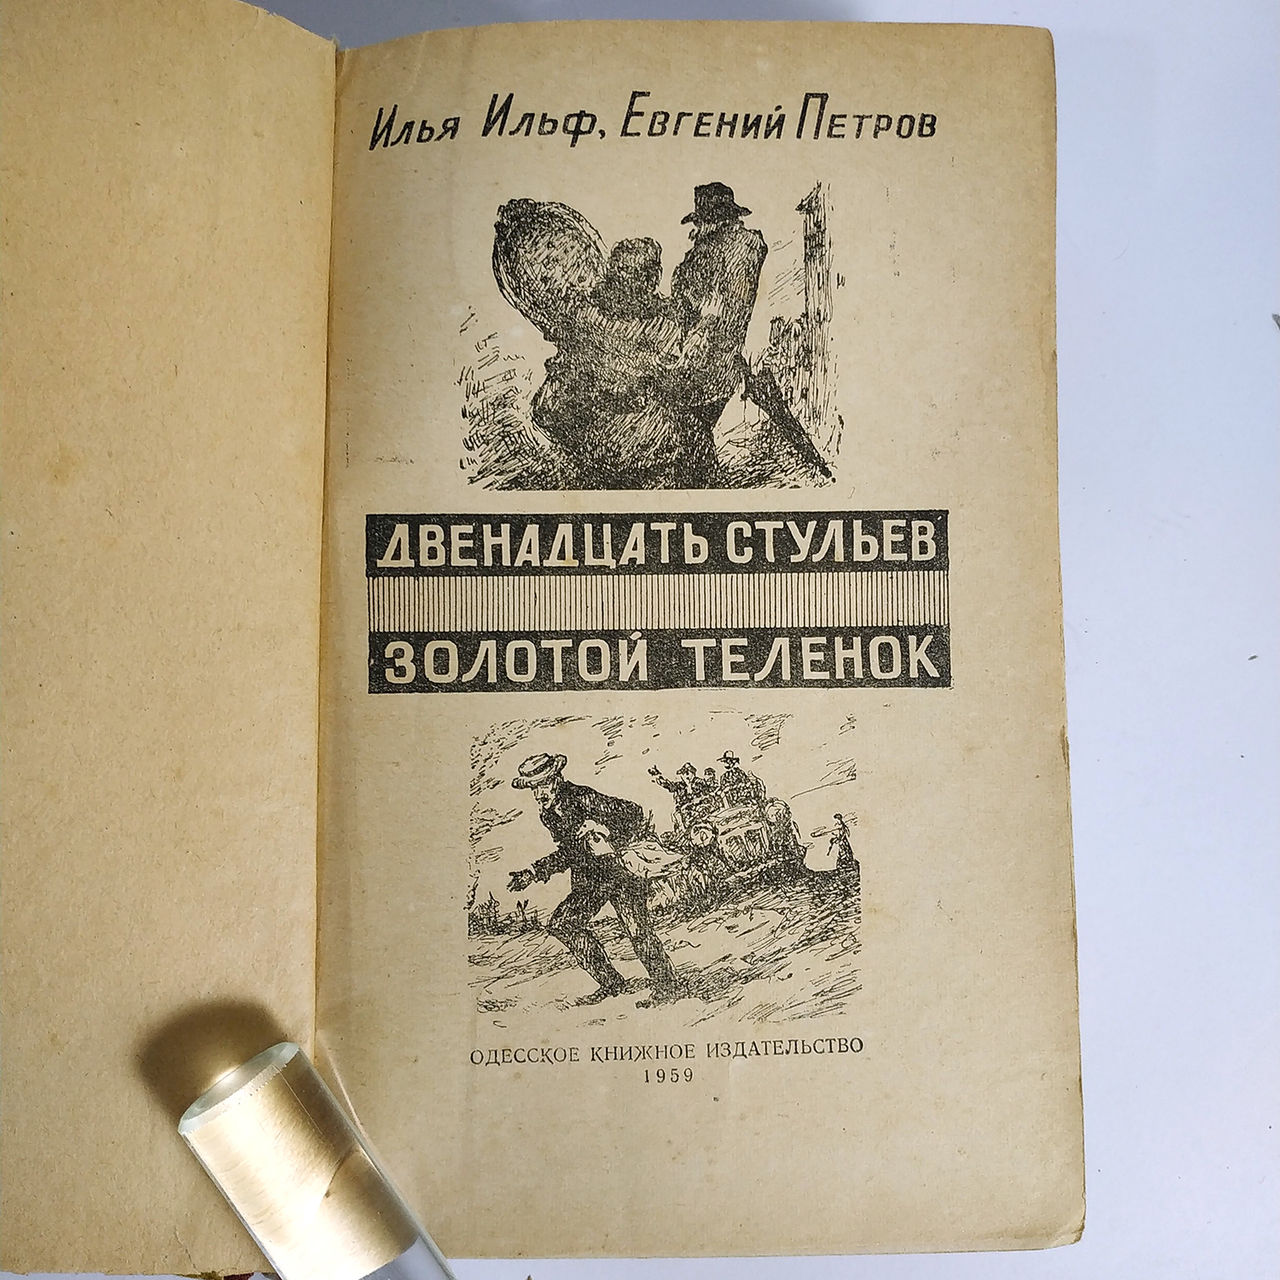 Илья Ильф, Евгений Петров
ДВЕНАДЦАТЬ СТУЛЬЕВ
ЗОЛОТОЙ ТЕЛЕНОК
ОДЕССКОЕ КНИЖНОЕ ИЗДАТЕЛЬСТВО
1959